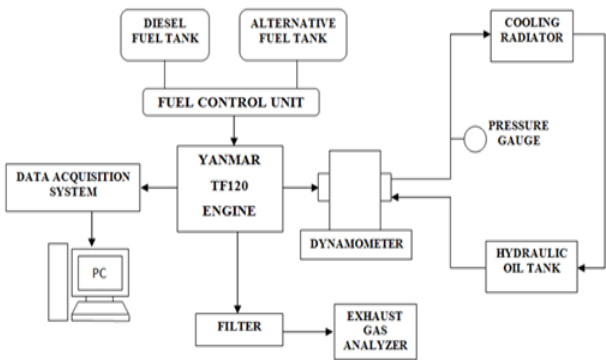 DIESEL
FUEL TANK
ALTERNATIVE
FUEL TANK
COOLING
RADIATOR
FUEL CONTROL UNIT
PRESSURE
GAUGE
YANMAR
TF120
ENGINE
DATA ACQUISITION
SYSTEM
DYNAMOMETER
HYDRAULIC
OIL TANK
PC
FILTER
EXHAUST
GAS
ANALYZER